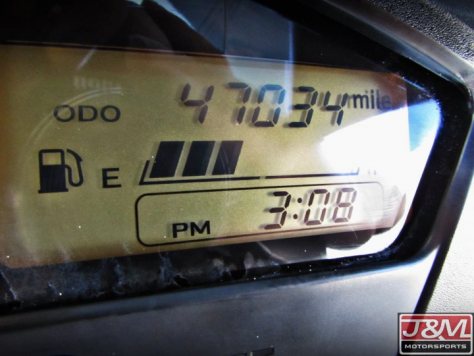 ODO 47034 mile
E
PM 3:08
J&M
MOTORSPORTS